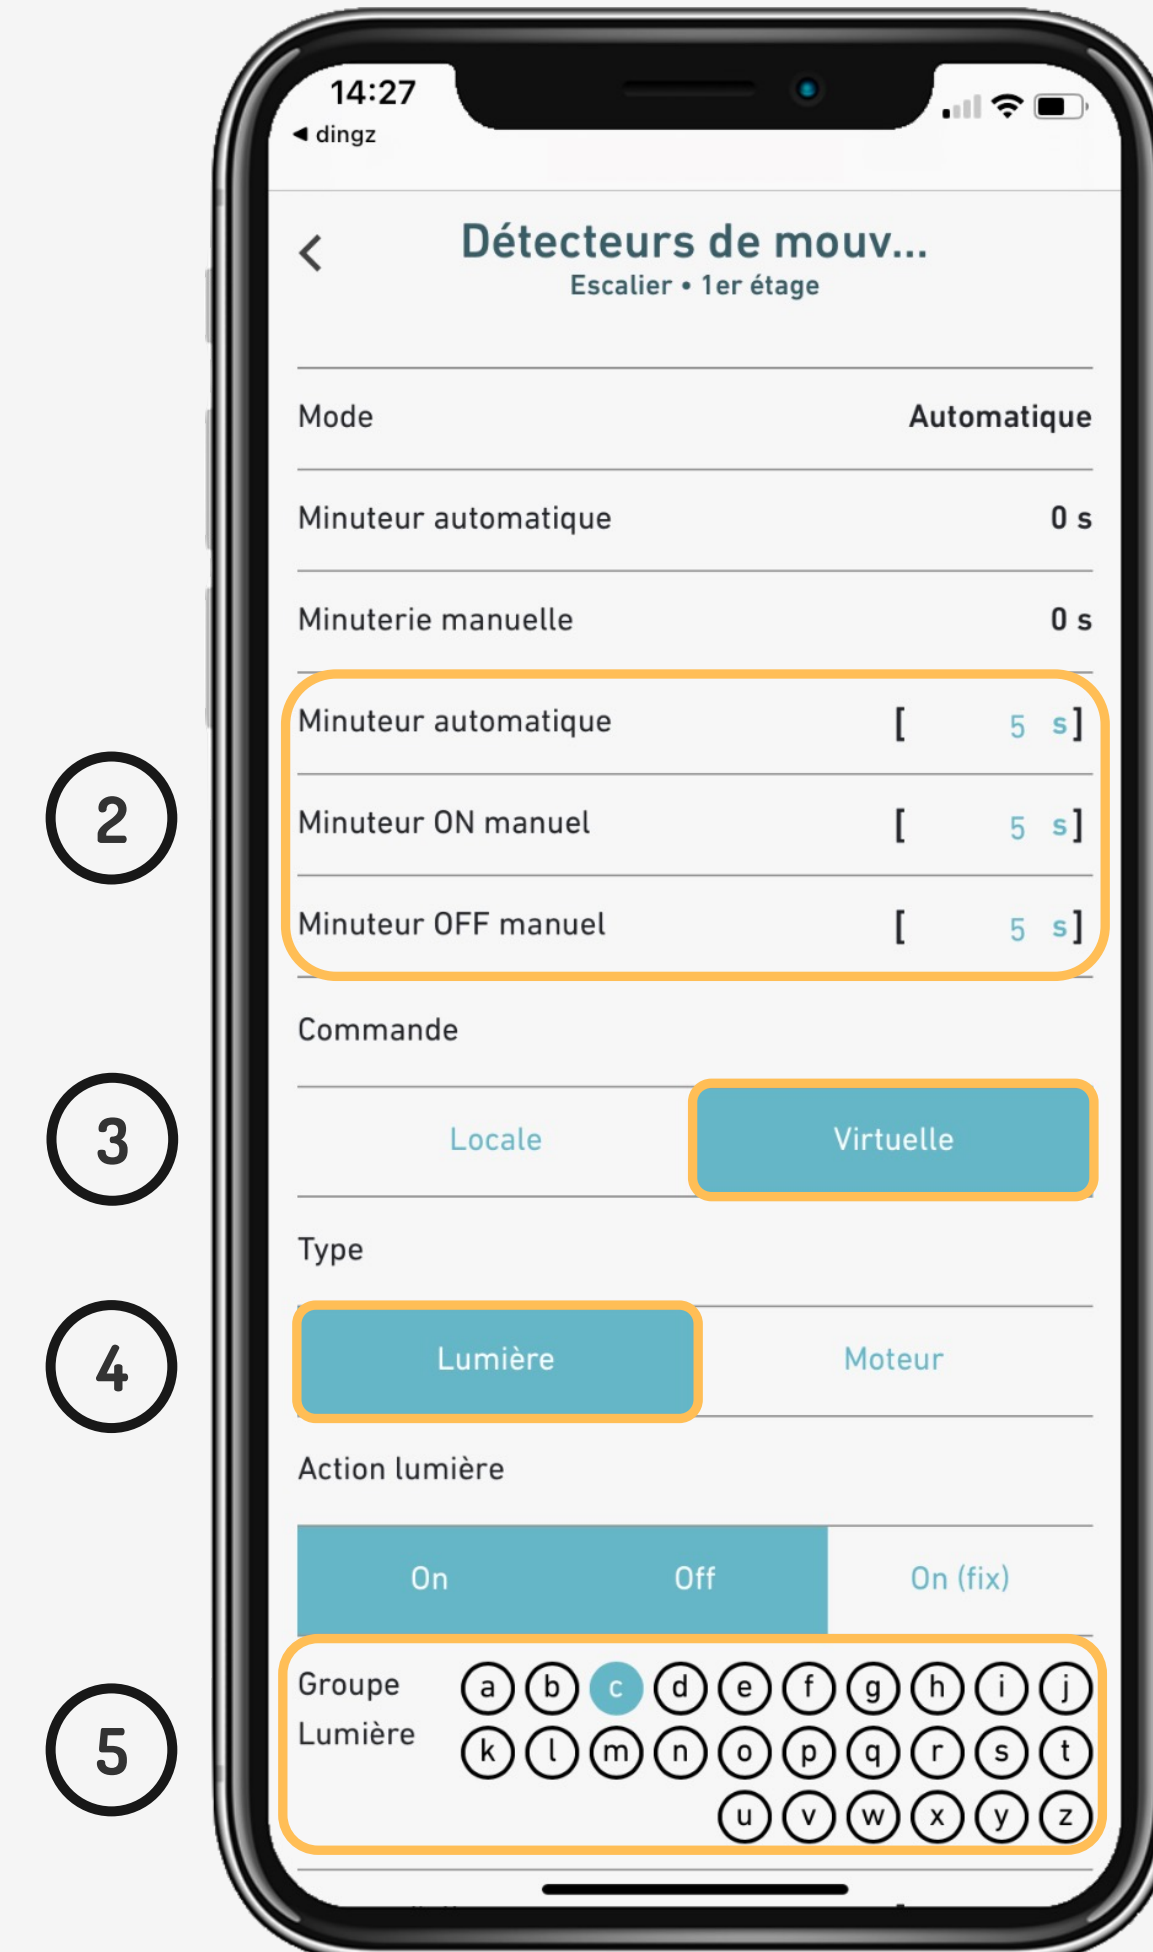 14:27
◀ dingz
Détecteurs de mouv...
Escalier • 1er étage
Mode Automatique
Minuteur automatique 0 s
Minuterie manuelle 0 s
Minuteur automatique [ 5 s]
2
Minuteur ON manuel [ 5 s]
Minuteur OFF manuel [ 5 s]
Commande
3
Locale Virtuelle
Type
4
Lumière Moteur
Action lumière
On Off On (fix)
5
Groupe a b c d e f g h i j
Lumière k l m n o p q r s t
u v w x y z